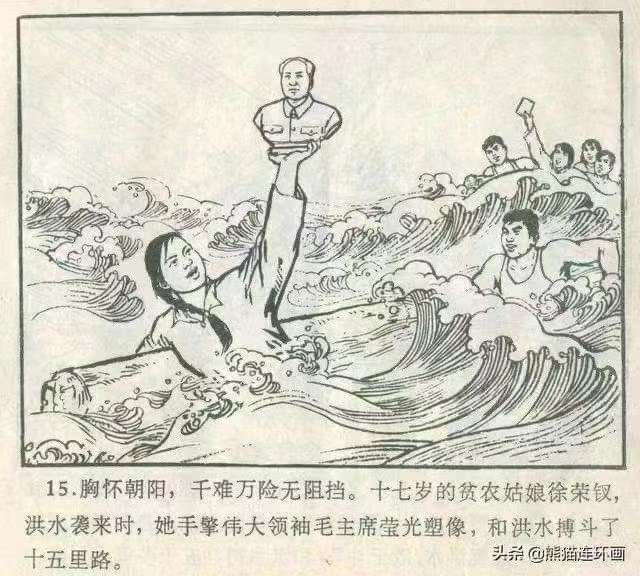 15.胸怀朝阳，千难万险无阻挡。十七岁的贫农姑娘徐荣钗，
洪水袭来时，她手擎伟大领袖毛主席莹光塑像，和洪水搏斗了
十五里路。
头条@熊猫连环画